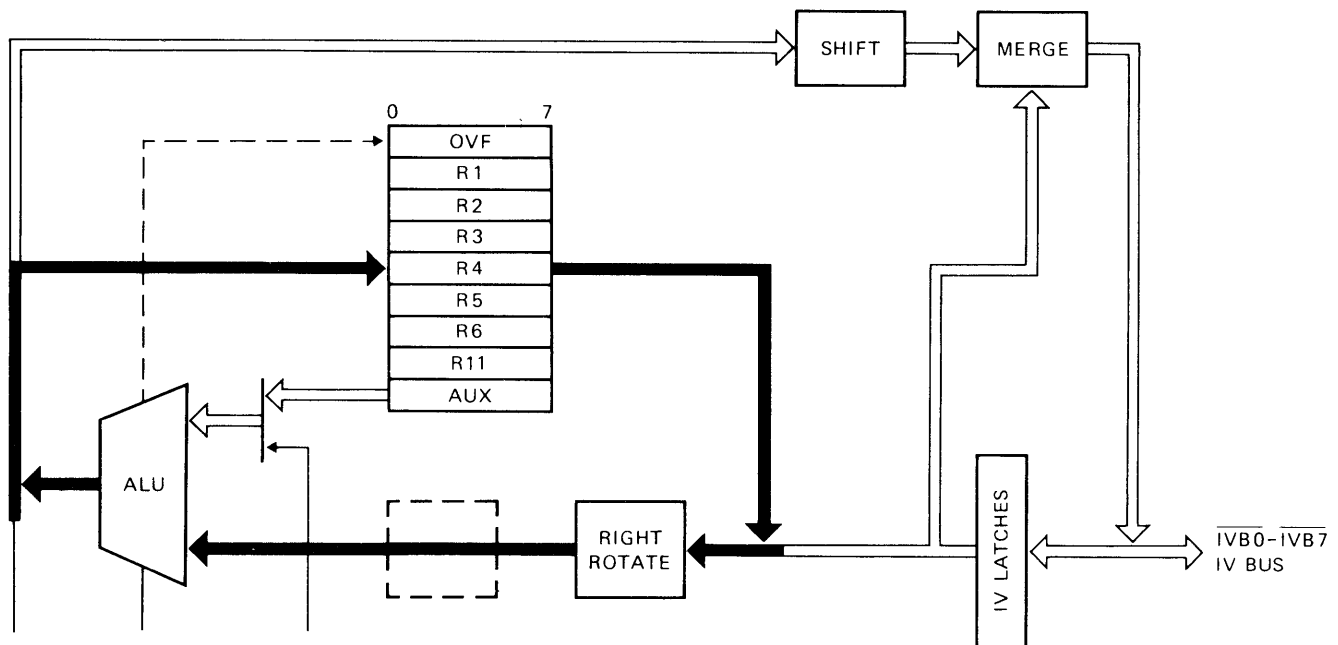 SHIFT
MERGE
0 7
OVF
R1
R2
R3
R4
R5
R6
R11
AUX
ALU
RIGHT
ROTATE
IV LATCHES
IVB0-IVB7
IV BUS